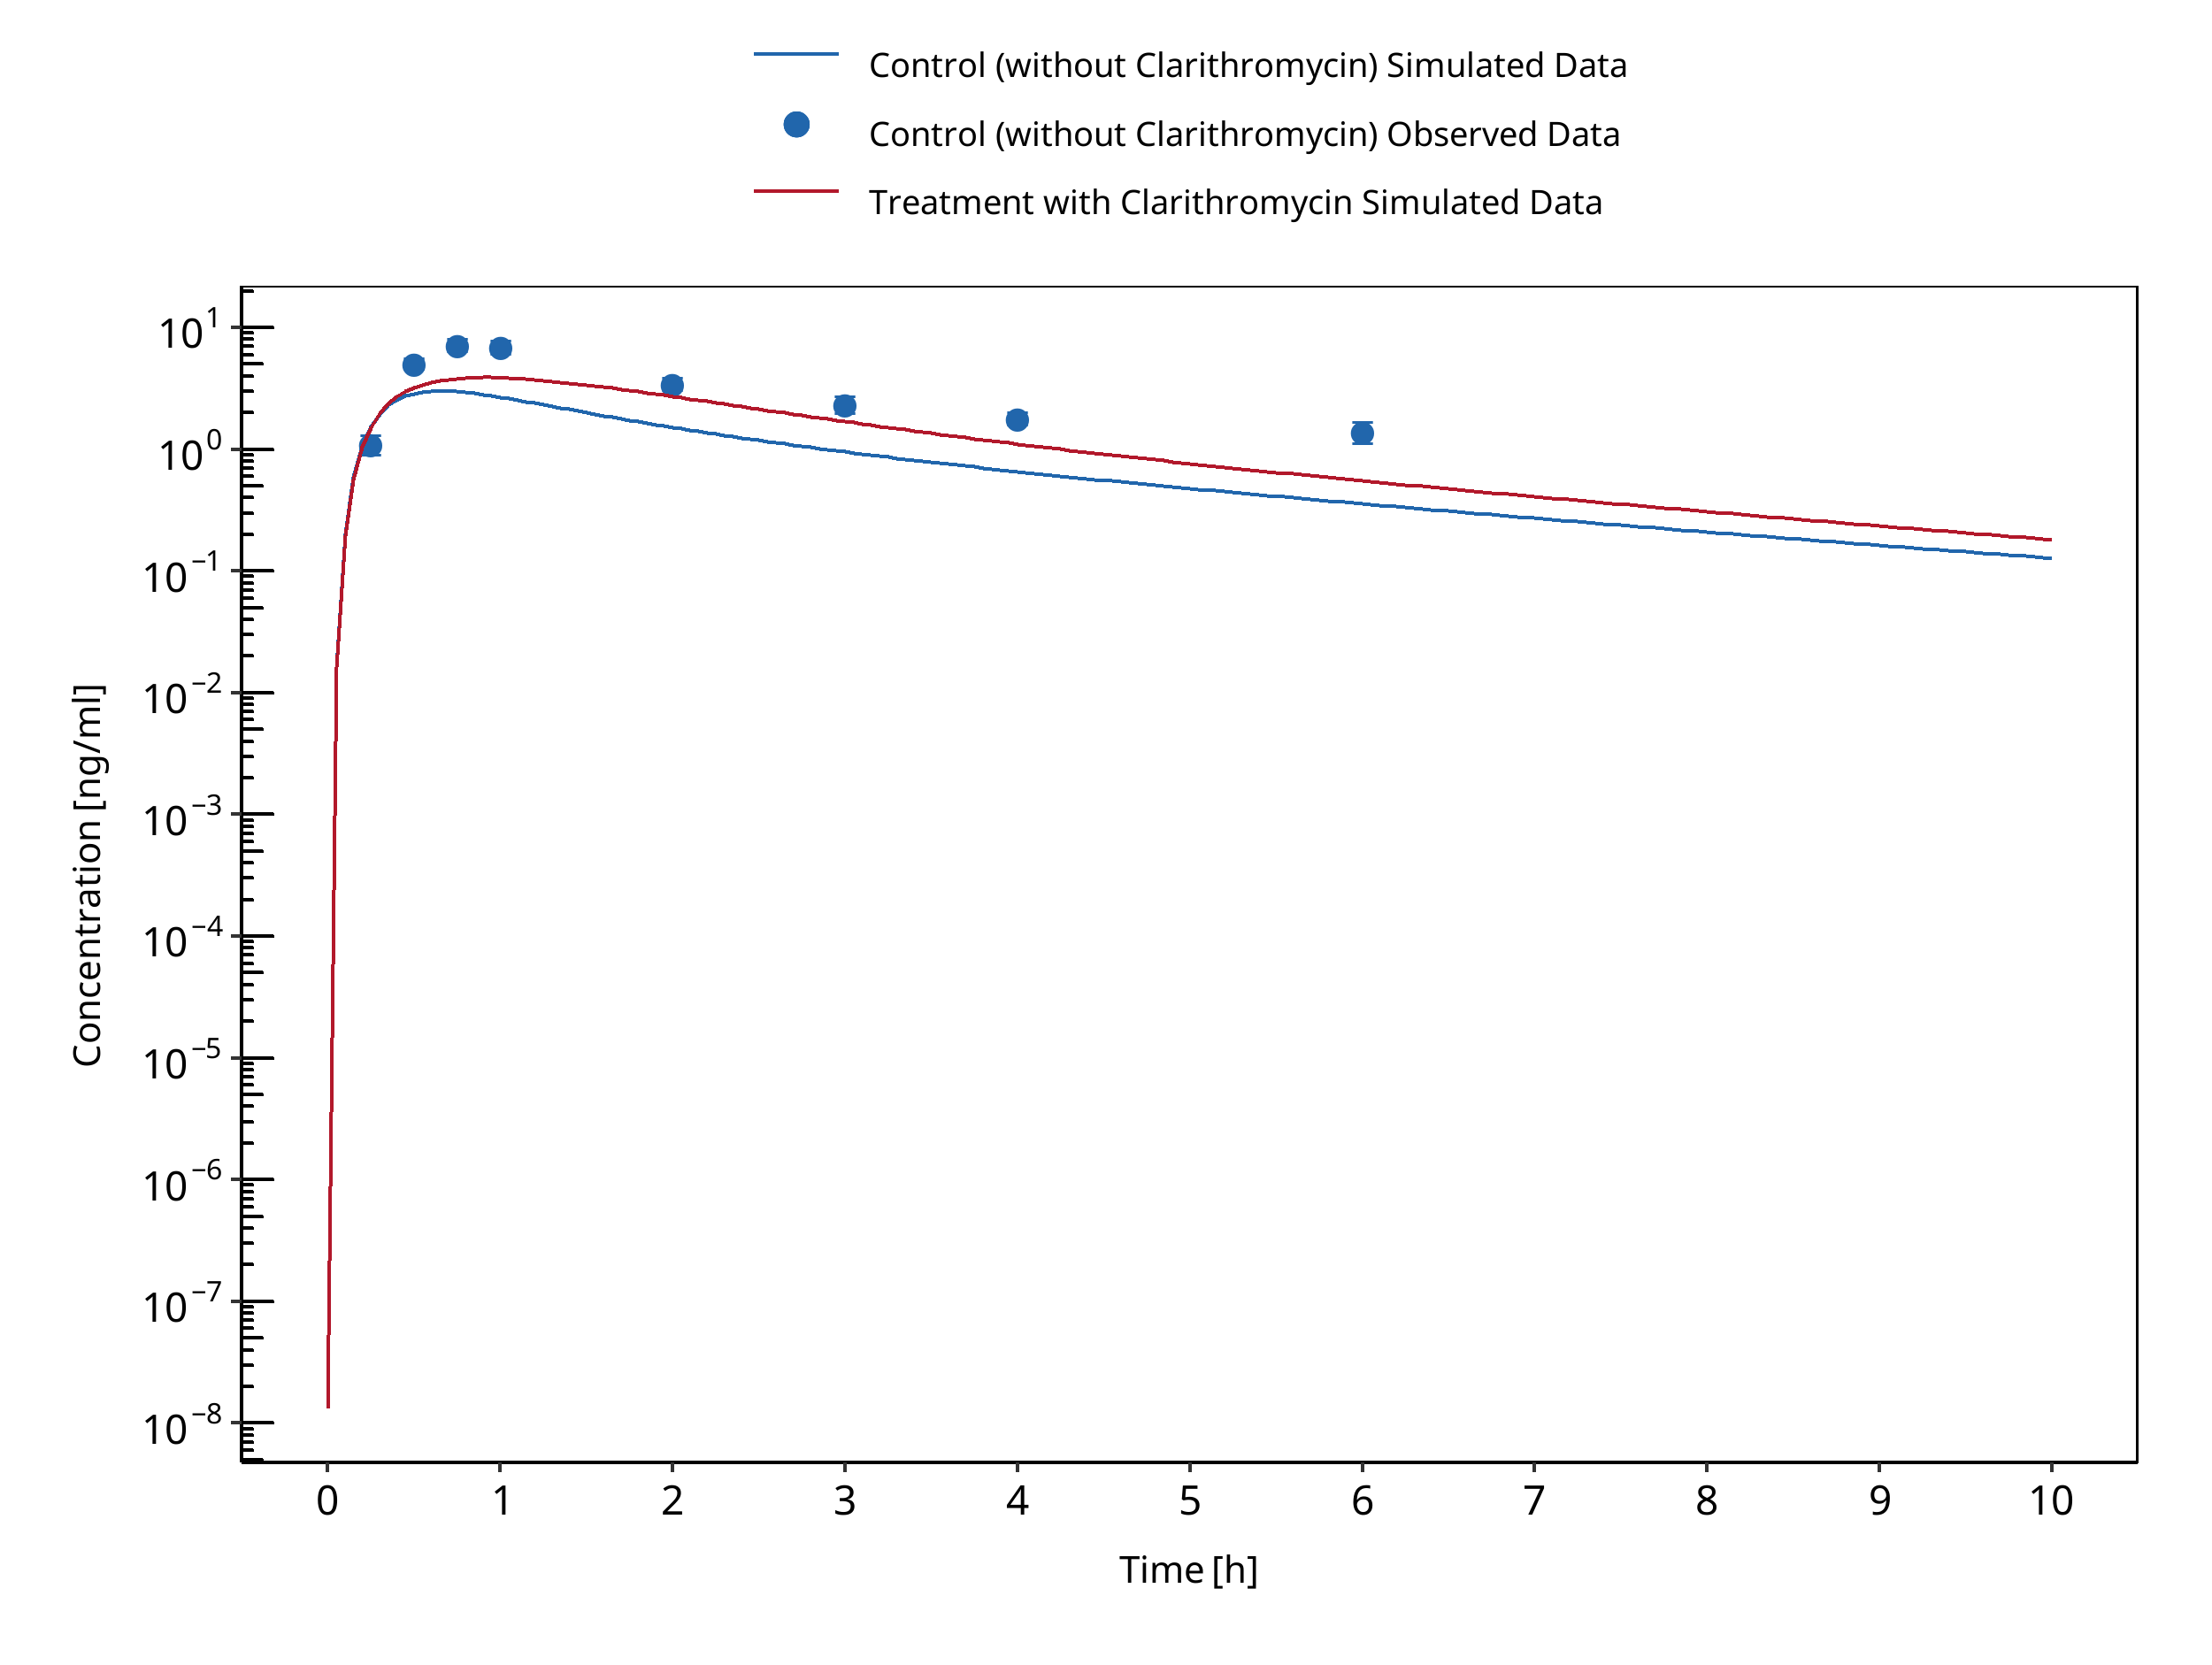 Control (without Clarithromycin) Simulated Data
Control (without Clarithromycin) Observed Data
Treatment with Clarithromycin Simulated Data
10^1
10^0
10^−1
10^−2
10^−3
10^−4
10^−5
10^−6
10^−7
10^−8
Concentration [ng/ml]
0 1 2 3 4 5 6 7 8 9 10
Time [h]